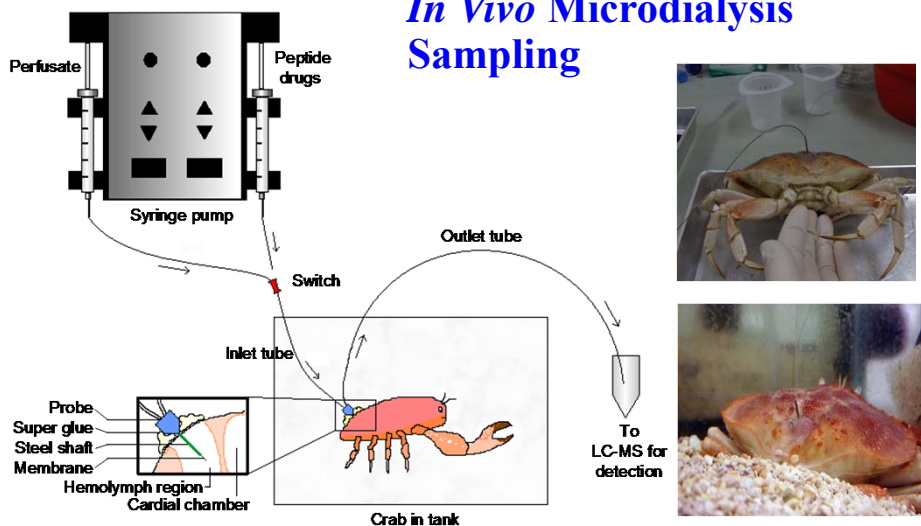 In Vivo Microdialysis
Sampling
Perfusate
Peptide
drugs
Syringe pump
Outlet tube
Switch
Inlet tube
Probe
Super glue
Steel shaft
Membrane
Hemolymph region
Cardial chamber
Crab in tank
To
LC-MS for
detection